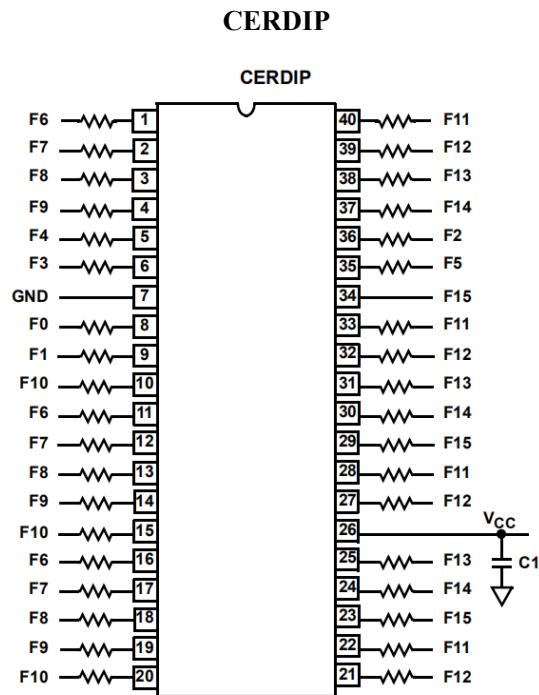 CERDIP
CERDIP
F6 1 40 F11
F7 2 39 F12
F8 3 38 F13
F9 4 37 F14
F4 5 36 F2
F3 6 35 F5
GND 7 34 F15
F0 8 33 F11
F1 9 32 F12
F10 10 31 F13
F6 11 30 F14
F7 12 29 F15
F8 13 28 F11
F9 14 27 F12
F10 15 26 VCC
F6 16 25 F13 C1
F7 17 24 F14
F8 18 23 F15
F9 19 22 F11
F10 20 21 F12